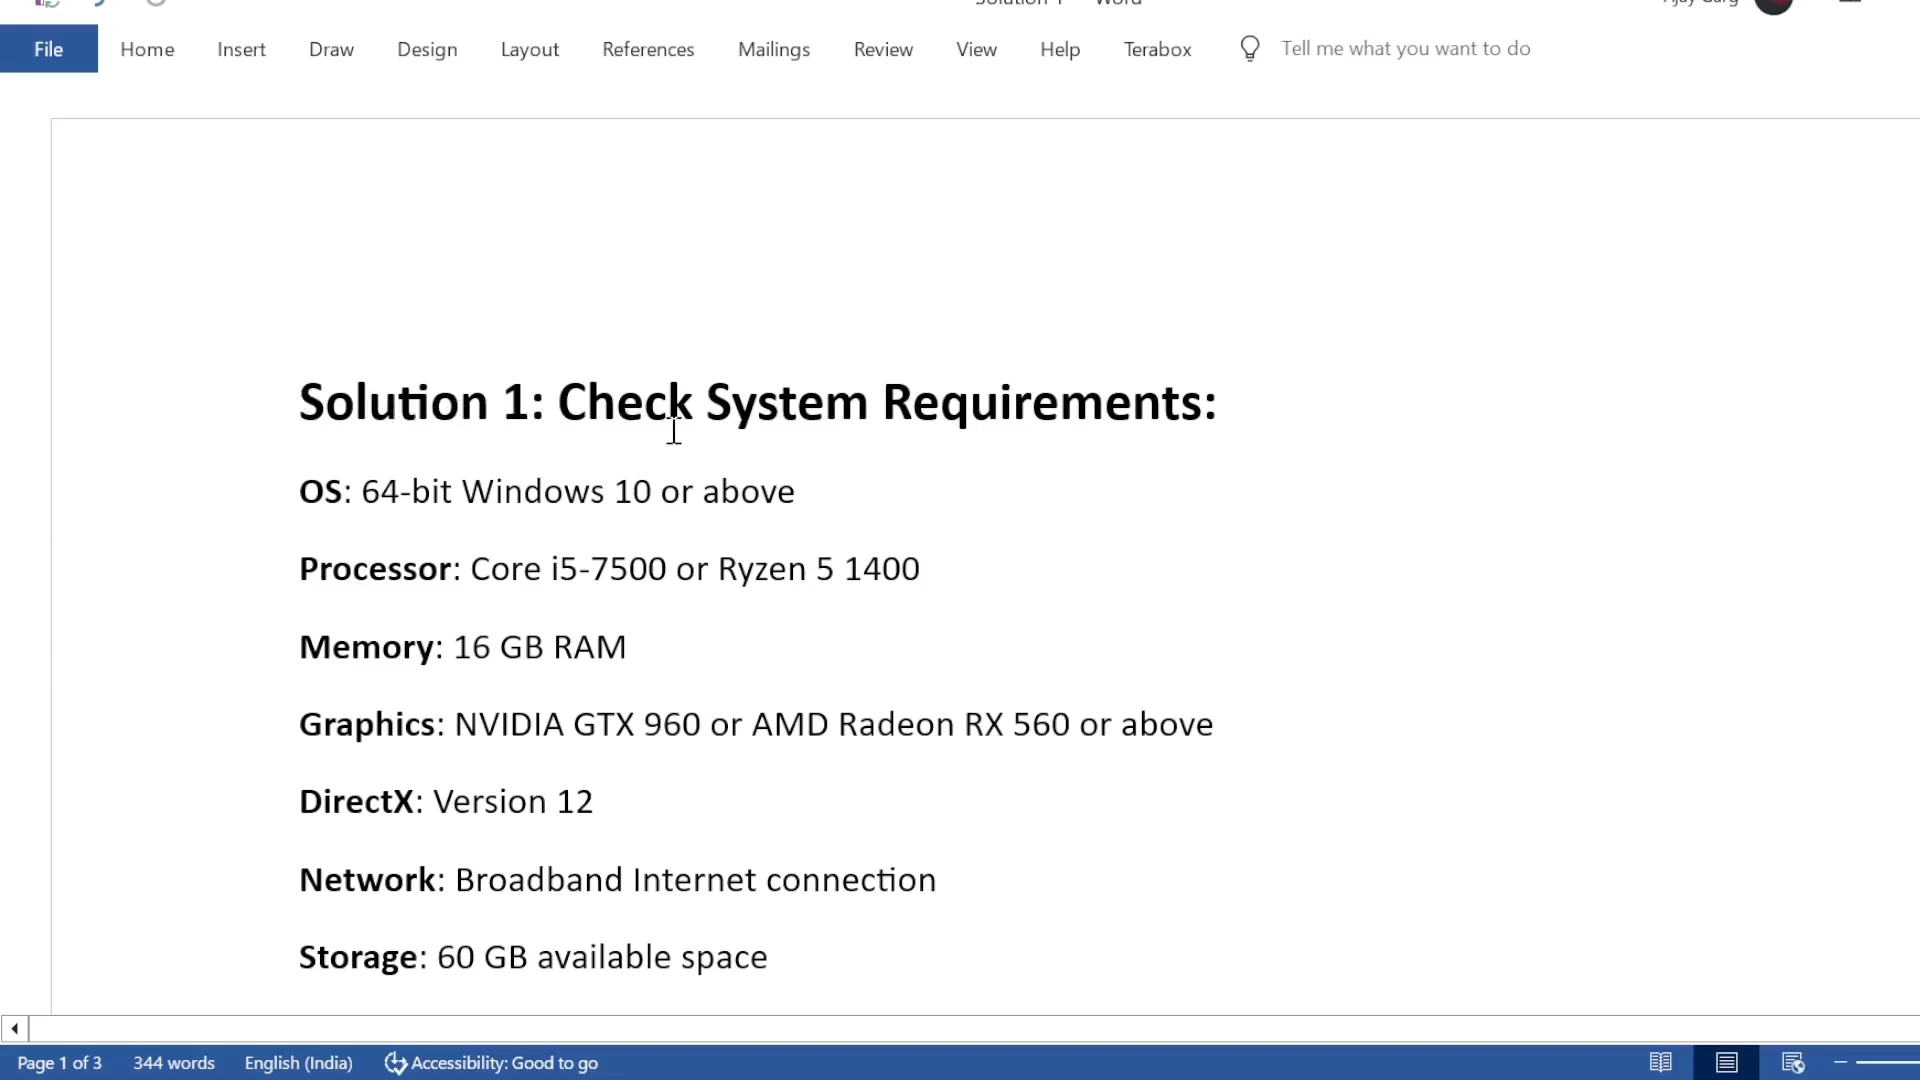 File Home Insert Draw Design Layout References Mailings Review View Help Terabox Tell me what you want to do
Solution 1: Check System Requirements:
OS: 64-bit Windows 10 or above
Processor: Core i5-7500 or Ryzen 5 1400
Memory: 16 GB RAM
Graphics: NVIDIA GTX 960 or AMD Radeon RX 560 or above
DirectX: Version 12
Network: Broadband Internet connection
Storage: 60 GB available space
Page 1 of 3 344 words English (India) Accessibility: Good to go